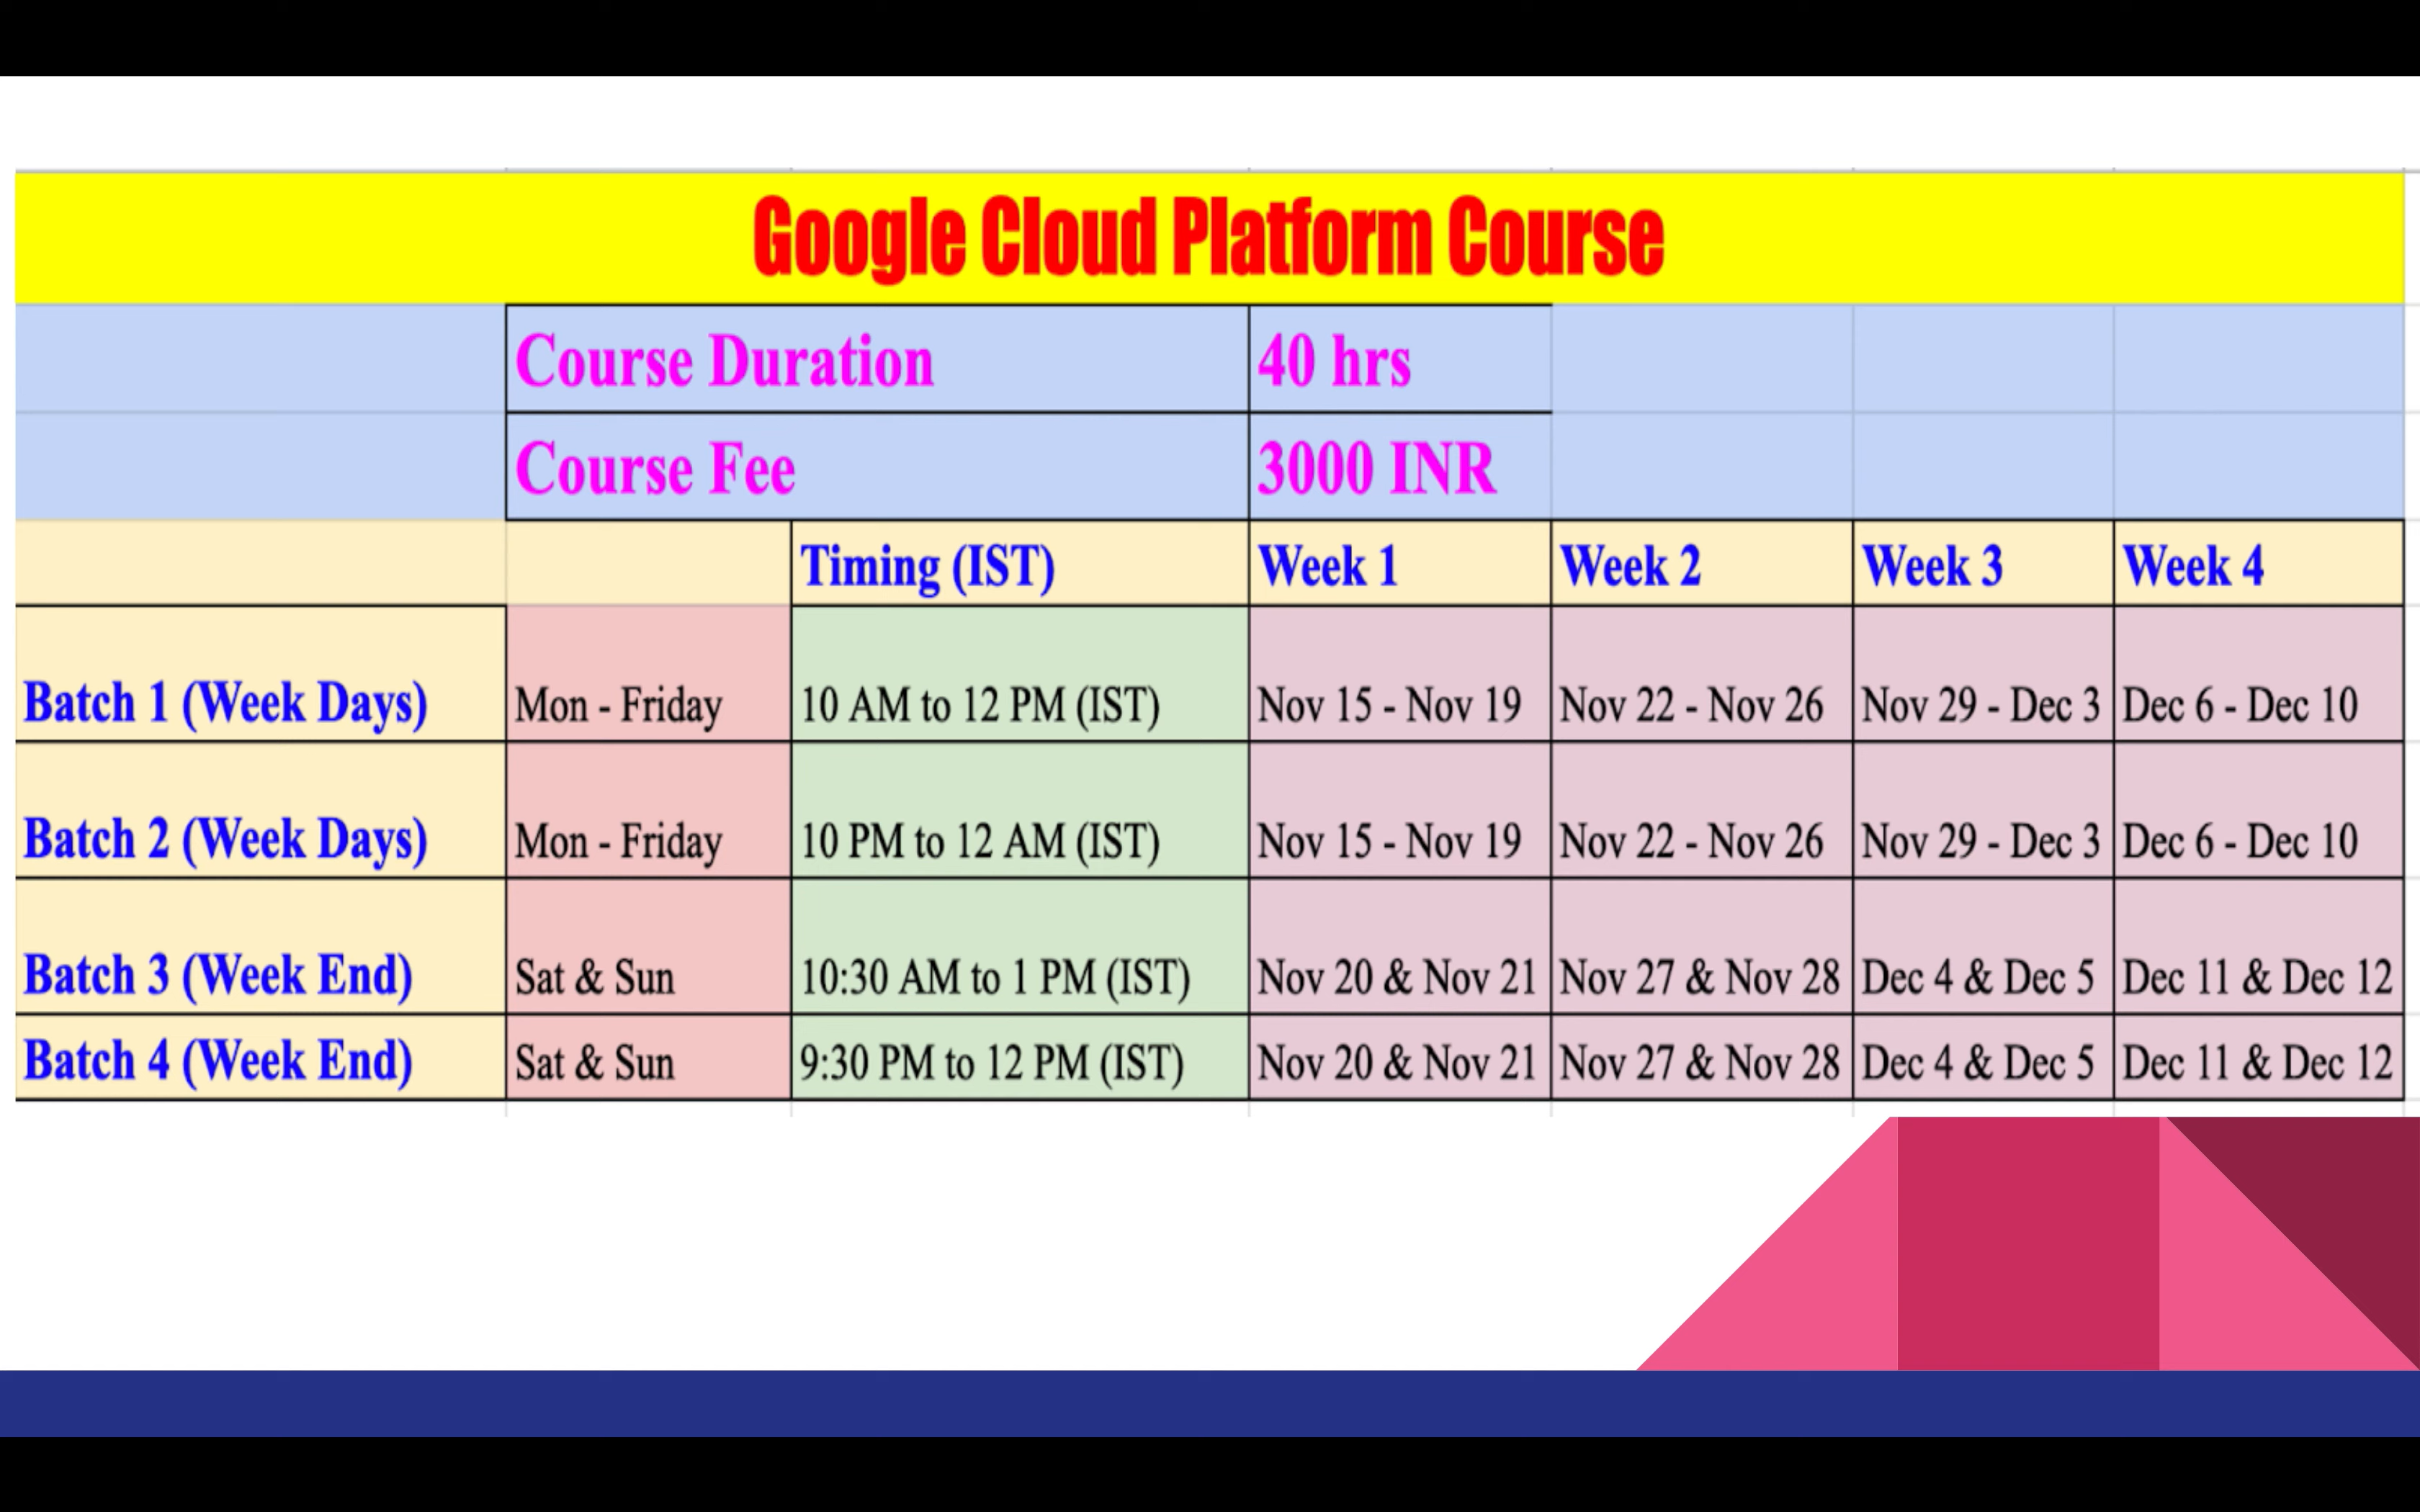 Google Cloud Platform Course
Course Duration 40 hrs
Course Fee 3000 INR
Timing (IST) Week 1 Week 2 Week 3 Week 4
Batch 1 (Week Days) Mon - Friday 10 AM to 12 PM (IST) Nov 15 - Nov 19 Nov 22 - Nov 26 Nov 29 - Dec 3 Dec 6 - Dec 10
Batch 2 (Week Days) Mon - Friday 10 PM to 12 AM (IST) Nov 15 - Nov 19 Nov 22 - Nov 26 Nov 29 - Dec 3 Dec 6 - Dec 10
Batch 3 (Week End) Sat & Sun 10:30 AM to 1 PM (IST) Nov 20 & Nov 21 Nov 27 & Nov 28 Dec 4 & Dec 5 Dec 11 & Dec 12
Batch 4 (Week End) Sat & Sun 9:30 PM to 12 PM (IST) Nov 20 & Nov 21 Nov 27 & Nov 28 Dec 4 & Dec 5 Dec 11 & Dec 12